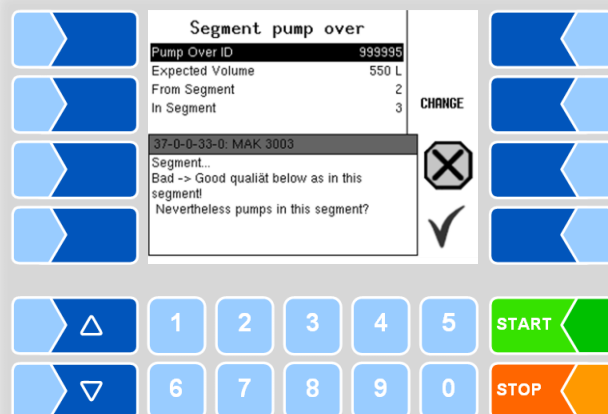 Segment pump over
Pump Over ID 999995
Expected Volume 550 L
From Segment 2
In Segment 3
CHANGE
37-0-0-33-0: MAK 3003
Segment...
Bad -> Good qualiät below as in this
segment!
Nevertheless pumps in this segment?
1 2 3 4 5 START
6 7 8 9 0 STOP